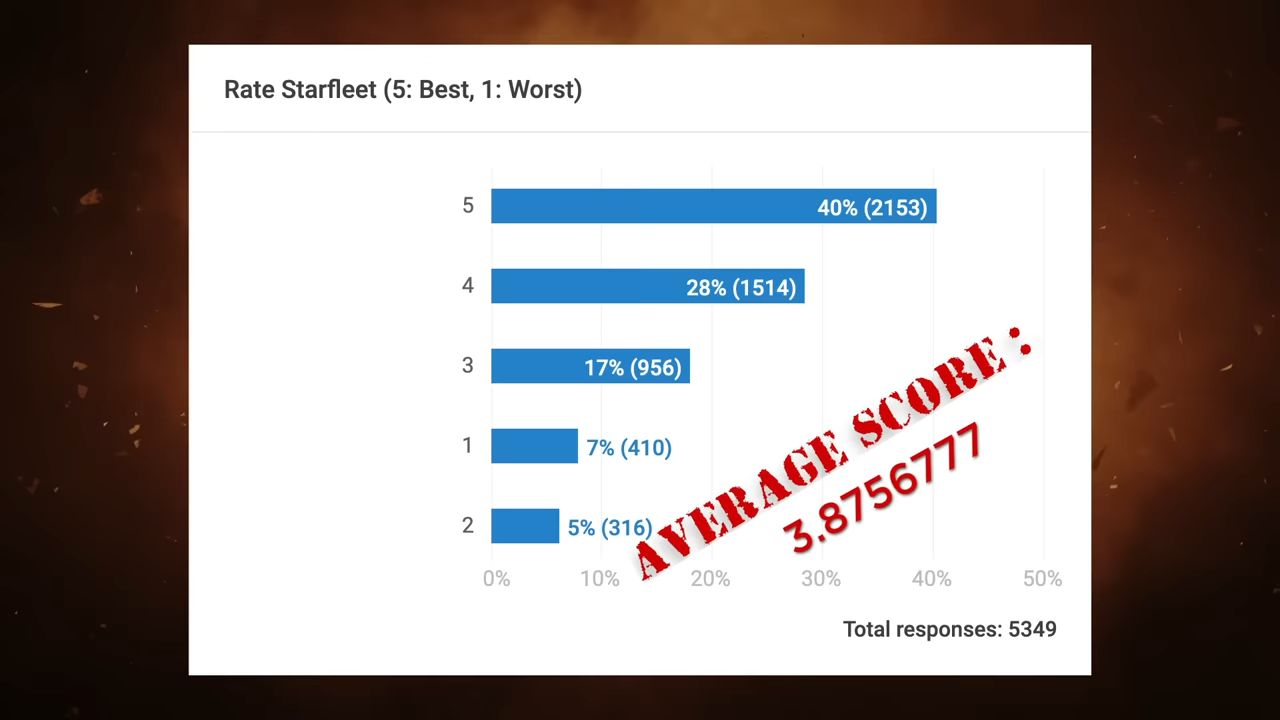 Rate Starfleet (5: Best, 1: Worst)
5 40% (2153)
4 28% (1514)
3 17% (956)
1 7% (410)
2 5% (316)
0% 10% 20% 30% 40% 50%
AVERAGE SCORE :
3.8756777
Total responses: 5349